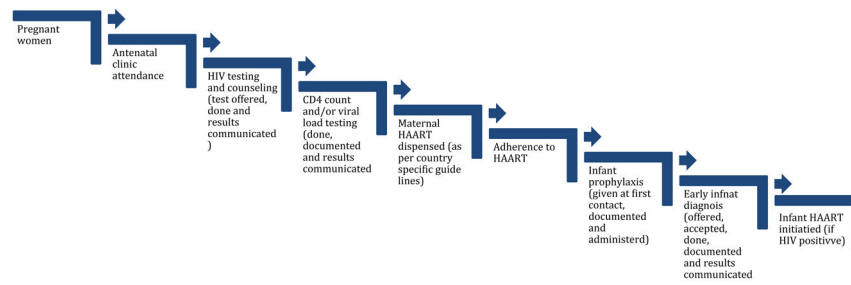 Pregnant
women
Antenatal
clinic
attendance
HIV testing
and counseling
(test offered,
done and
results
communicated
)
CD4 count
and/or viral
load testing
(done,
documented
and results
communicated
Maternal
HAART
dispensed (as
per country
specific guide
lines)
Adherence to
HAART
Infant
prophylaxis
(given at first
contact,
documented
and
administerd)
Early infnat
diagnois
(offered,
accepted,
done,
documented
and results
communicated
Infant HAART
initiatied (if
HIV positivve)